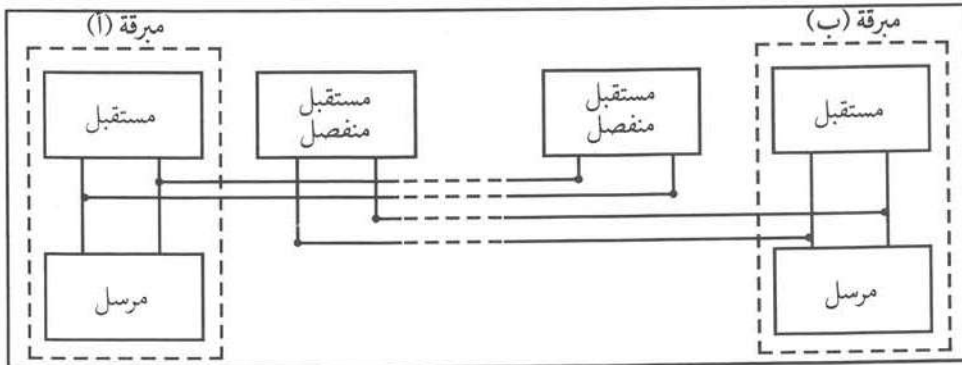 مبرقة (أ)
مبرقة (ب)
مستقبل
مستقبل
منفصل
مستقبل
منفصل
مستقبل
مرسل
مرسل